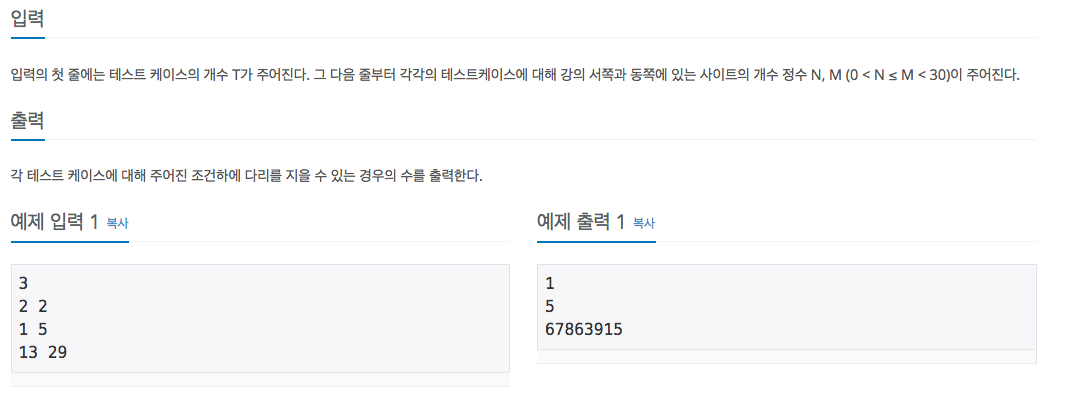 입력
입력의 첫 줄에는 테스트 케이스의 개수 T가 주어진다. 그 다음 줄부터 각각의 테스트케이스에 대해 강의 서쪽과 동쪽에 있는 사이트의 개수 정수 N, M (0 < N ≤ M < 30)이 주어진다.
출력
각 테스트 케이스에 대해 주어진 조건하에 다리를 지을 수 있는 경우의 수를 출력한다.
예제 입력 1 복사
3
2 2
1 5
13 29
예제 출력 1 복사
1
5
67863915